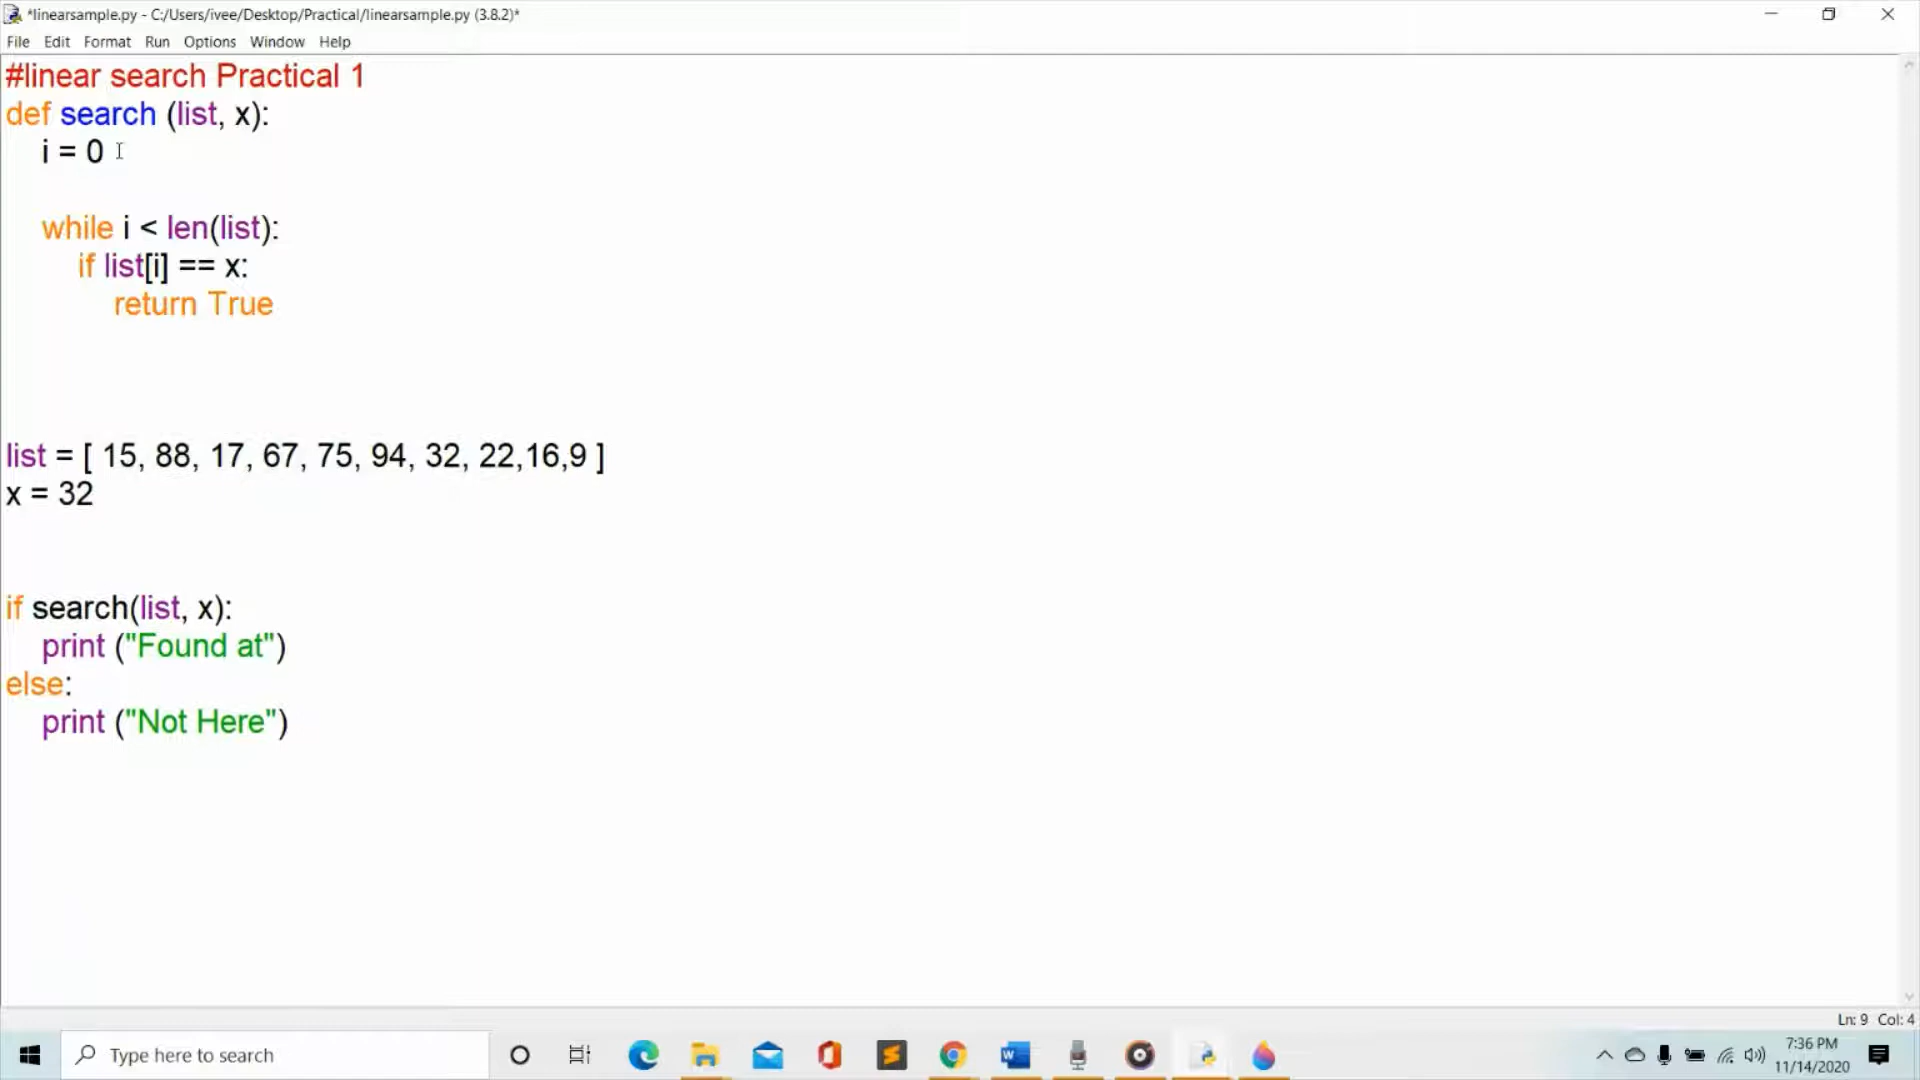 *linearsample.py - C:/Users/ivee/Desktop/Practical/linearsample.py (3.8.2)*
File Edit Format Run Options Window Help
#linear search Practical 1
def search (list, x):
    i = 0
    while i < len(list):
        if list[i] == x:
            return True
list = [ 15, 88, 17, 67, 75, 94, 32, 22,16,9 ]
x = 32
if search(list, x):
    print ("Found at")
else:
    print ("Not Here")
Ln: 9 Col: 4
Type here to search
7:36 PM
11/14/2020